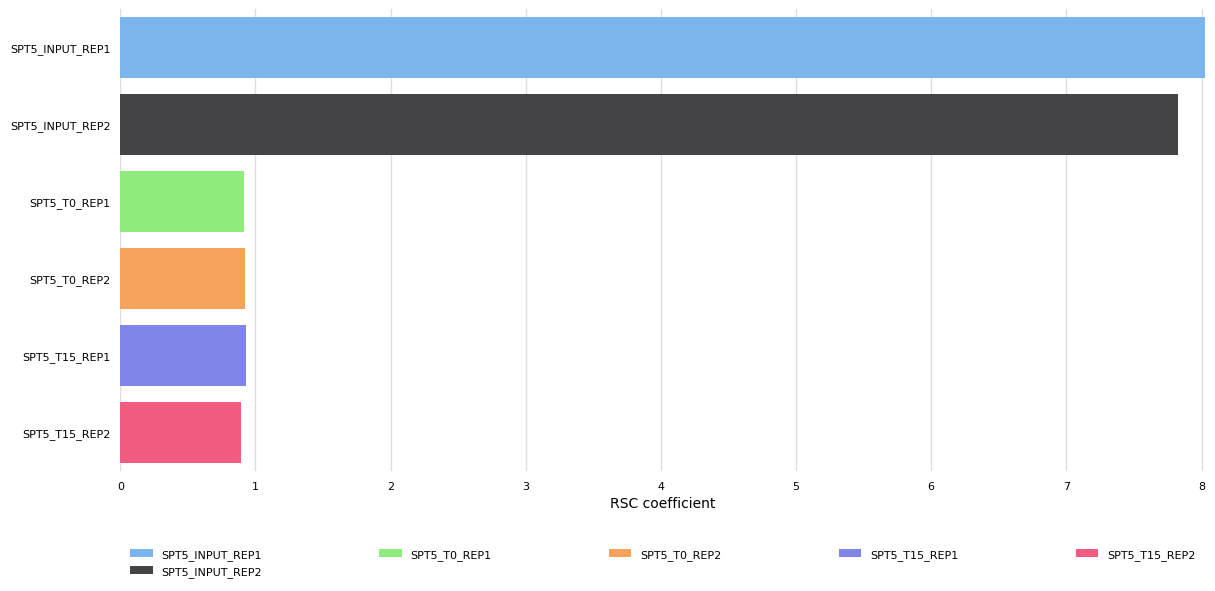 SPT5_INPUT_REP1
SPT5_INPUT_REP2
SPT5_T0_REP1
SPT5_T0_REP2
SPT5_T15_REP1
SPT5_T15_REP2
0 1 2 3 4 5 6 7 8
RSC coefficient
SPT5_INPUT_REP1 SPT5_T0_REP1 SPT5_T0_REP2 SPT5_T15_REP1 SPT5_T15_REP2
SPT5_INPUT_REP2